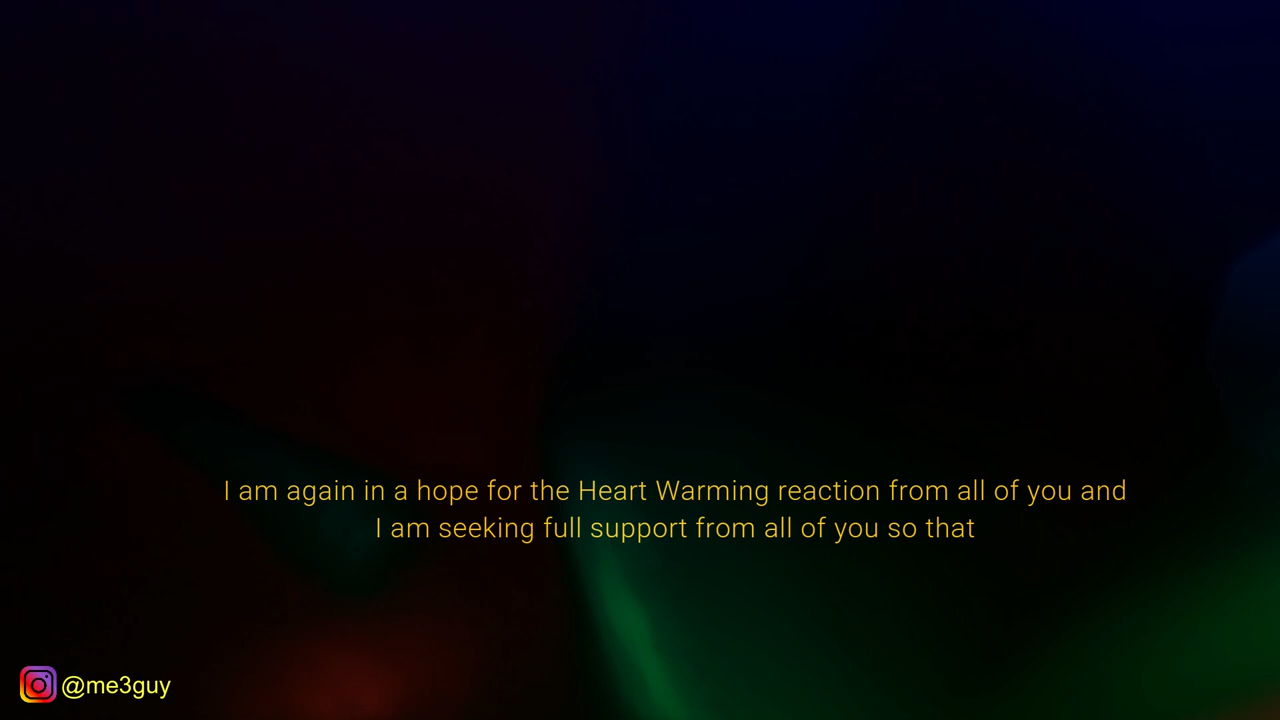 I am again in a hope for the Heart Warming reaction from all of you and
I am seeking full support from all of you so that
@me3guy